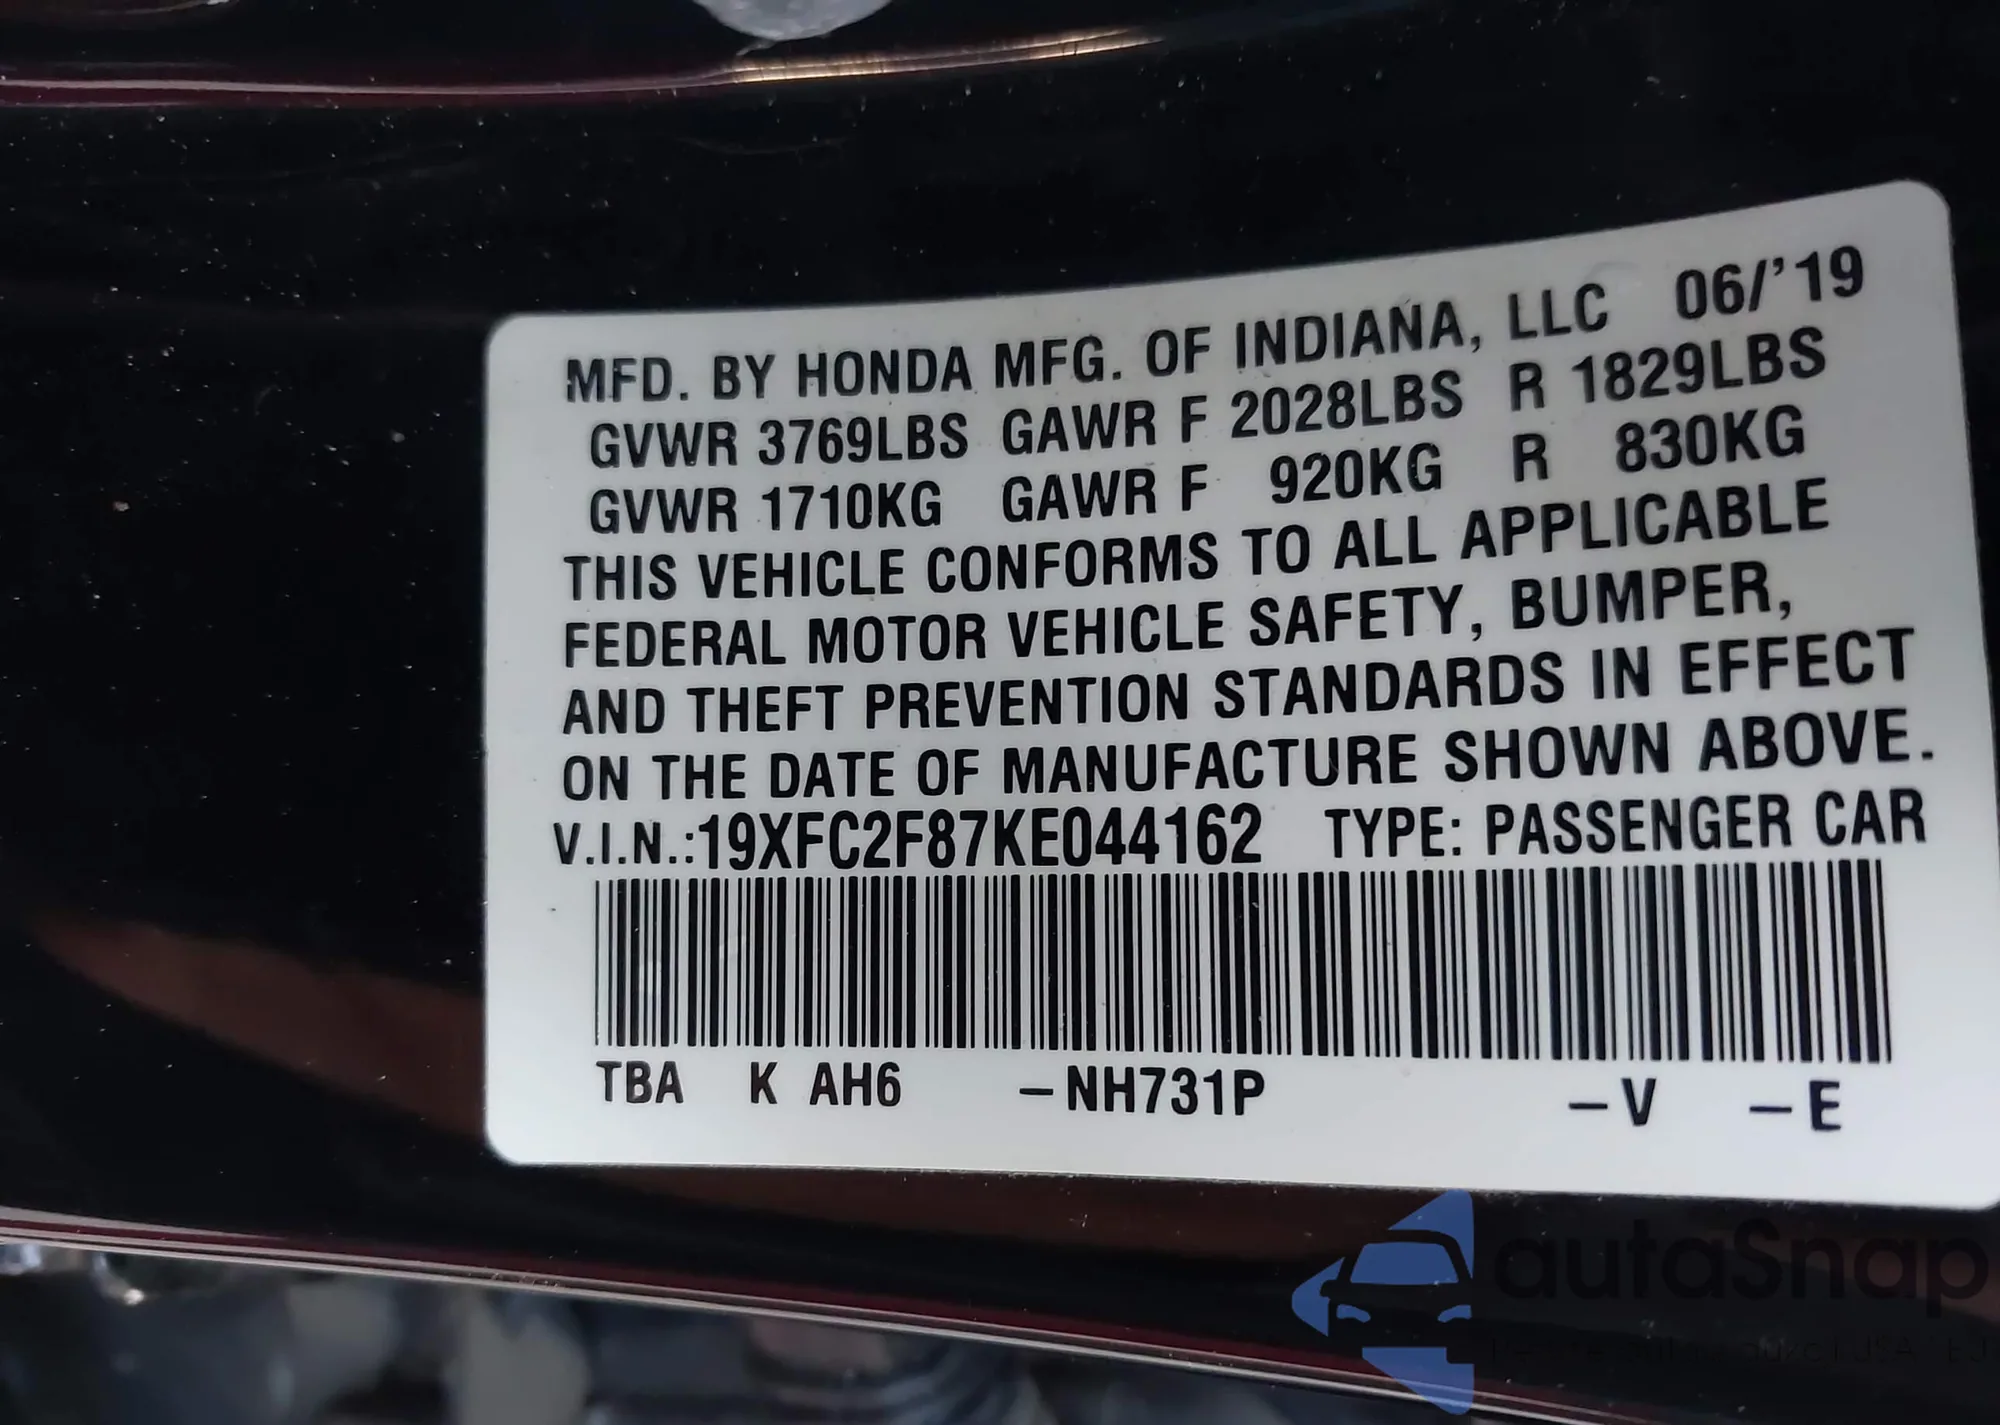 MFD. BY HONDA MFG. OF INDIANA, LLC 06/'19
GVWR 3769LBS GAWR F 2028LBS R 1829LBS
GVWR 1710KG GAWR F 920KG R 830KG
THIS VEHICLE CONFORMS TO ALL APPLICABLE
FEDERAL MOTOR VEHICLE SAFETY, BUMPER,
AND THEFT PREVENTION STANDARDS IN EFFECT
ON THE DATE OF MANUFACTURE SHOWN ABOVE.
V.I.N.:19XFC2F87KE044162 TYPE: PASSENGER CAR
TBA K AH6 –NH731P –V –E
autaSnap